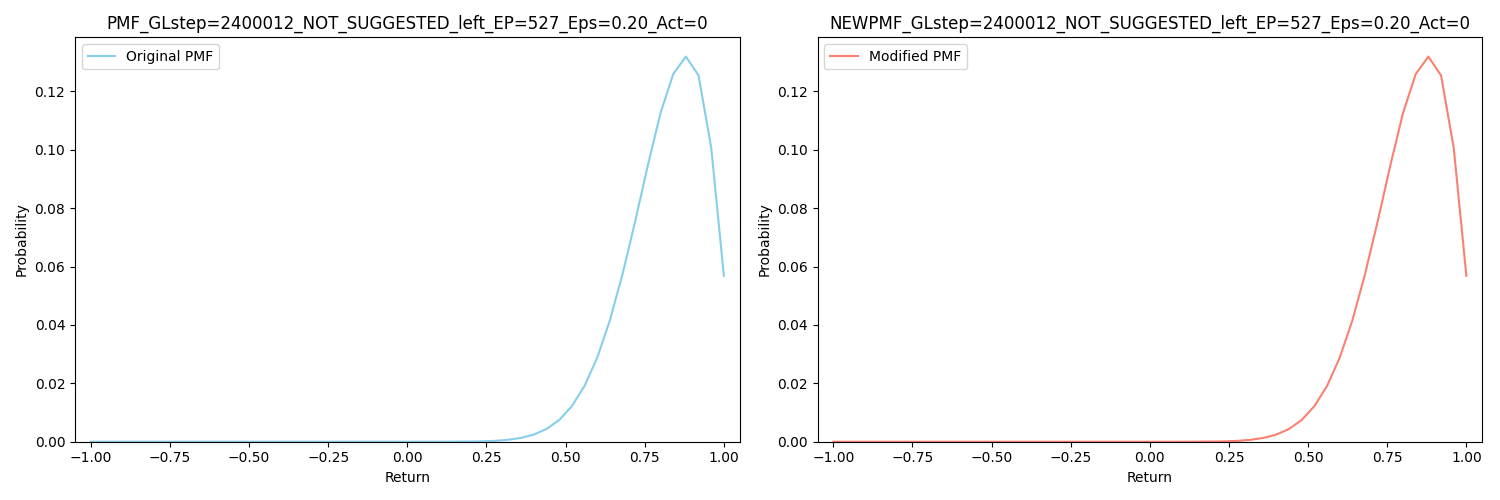 PMF_GLstep=2400012_NOT_SUGGESTED_left_EP=527_Eps=0.20_Act=0
Original PMF
Probability
0.12
0.10
0.08
0.06
0.04
0.02
0.00
−1.00 −0.75 −0.50 −0.25 0.00 0.25 0.50 0.75 1.00
Return
NEWPMF_GLstep=2400012_NOT_SUGGESTED_left_EP=527_Eps=0.20_Act=0
Modified PMF
Probability
0.12
0.10
0.08
0.06
0.04
0.02
0.00
−1.00 −0.75 −0.50 −0.25 0.00 0.25 0.50 0.75 1.00
Return